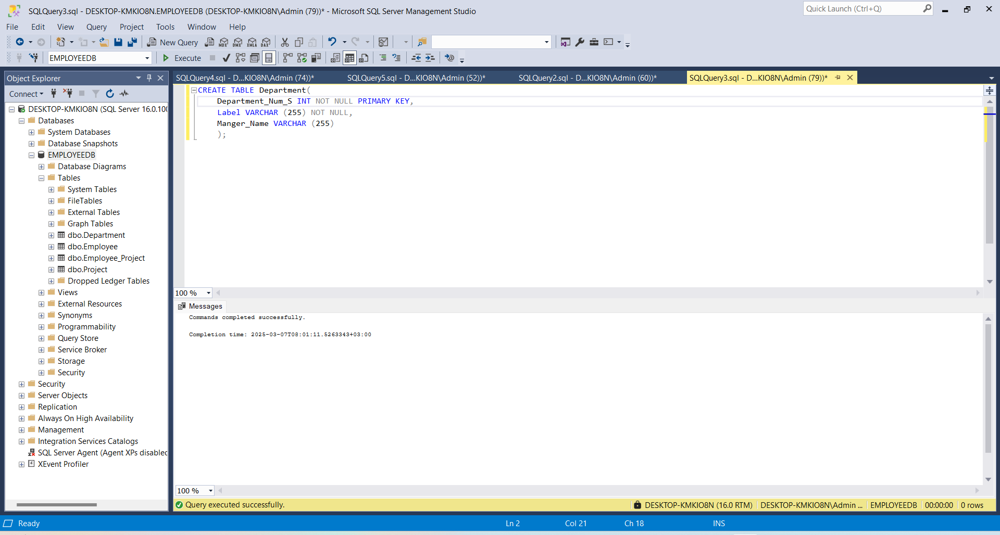 SQLQuery3.sql - DESKTOP-KMKIO8N.EMPLOYEEDB (DESKTOP-KMKIO8N\Admin (79))* - Microsoft SQL Server Management Studio
Quick Launch (Ctrl+Q)
File Edit View Query Project Tools Window Help
New Query MDX DMX XMLA DAX
EMPLOYEEDB Execute
Object Explorer
SQLQuery4.sql - D...KIO8N\Admin (74))* SQLQuery5.sql - D...KIO8N\Admin (52))* SQLQuery2.sql - D...KIO8N\Admin (60))* SQLQuery3.sql - D...KIO8N\Admin (79))*
Connect
DESKTOP-KMKIO8N (SQL Server 16.0.100
Databases
System Databases
Database Snapshots
EMPLOYEEDB
Database Diagrams
Tables
System Tables
FileTables
External Tables
Graph Tables
dbo.Department
dbo.Employee
dbo.Employee_Project
dbo.Project
Dropped Ledger Tables
Views
External Resources
Synonyms
Programmability
Query Store
Service Broker
Storage
Security
Security
Server Objects
Replication
Always On High Availability
Management
Integration Services Catalogs
SQL Server Agent (Agent XPs disabled
XEvent Profiler
CREATE TABLE Department(
Department_Num_S INT NOT NULL PRIMARY KEY,
Label VARCHAR (255) NOT NULL,
Manger_Name VARCHAR (255)
);
100 %
Messages
Commands completed successfully.
Completion time: 2025-03-07T08:01:11.5263343+03:00
100 %
Query executed successfully. DESKTOP-KMKIO8N (16.0 RTM) DESKTOP-KMKIO8N\Admin ... EMPLOYEEDB 00:00:00 0 rows
Ready Ln 2 Col 21 Ch 18 INS